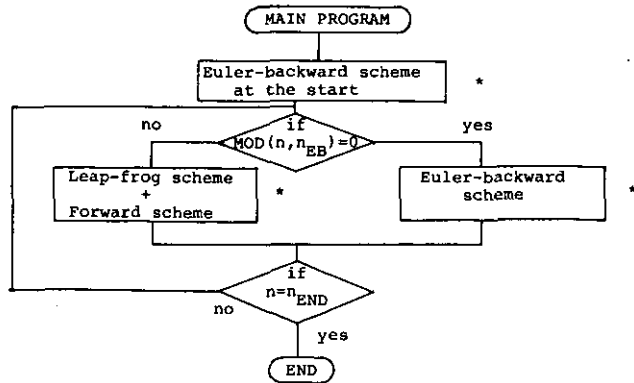 MAIN PROGRAM
Euler-backward scheme
at the start
*
no
if
yes
MOD(n,nEB)=0
Leap-frog scheme
+
Forward scheme
*
Euler-backward
scheme
*
if
n=nEND
no
yes
END